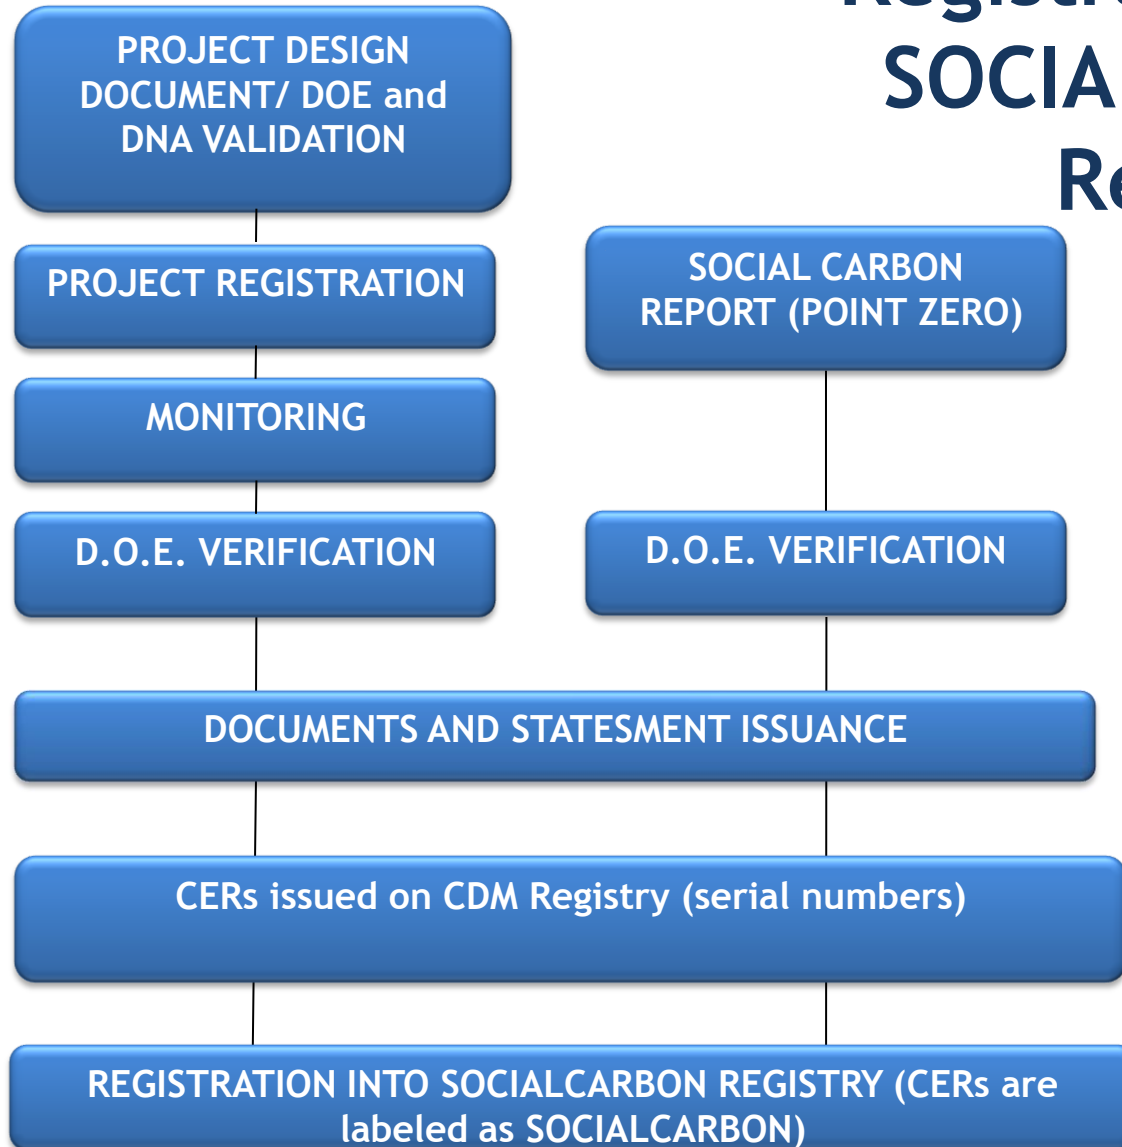 Registr
SOCIA
Re
PROJECT DESIGN
DOCUMENT/ DOE and
DNA VALIDATION
PROJECT REGISTRATION
SOCIAL CARBON
REPORT (POINT ZERO)
MONITORING
D.O.E. VERIFICATION
D.O.E. VERIFICATION
DOCUMENTS AND STATESMENT ISSUANCE
CERs issued on CDM Registry (serial numbers)
REGISTRATION INTO SOCIALCARBON REGISTRY (CERs are
labeled as SOCIALCARBON)